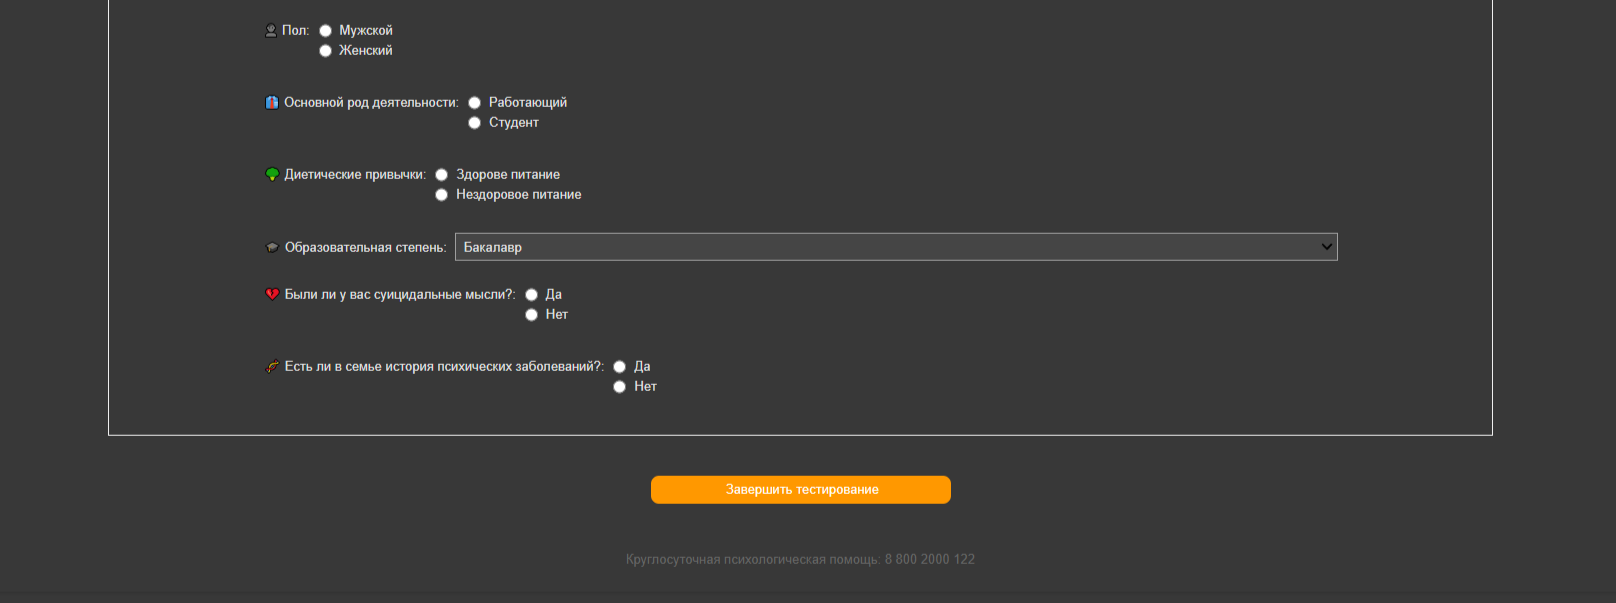 Пол: Мужской
Женский
Основной род деятельности: Работающий
Студент
Диетические привычки: Здорове питание
Нездоровое питание
Образовательная степень: Бакалавр
Были ли у вас суицидальные мысли?: Да
Нет
Есть ли в семье история психических заболеваний?: Да
Нет
Завершить тестирование
Круглосуточная психологическая помощь: 8 800 2000 122